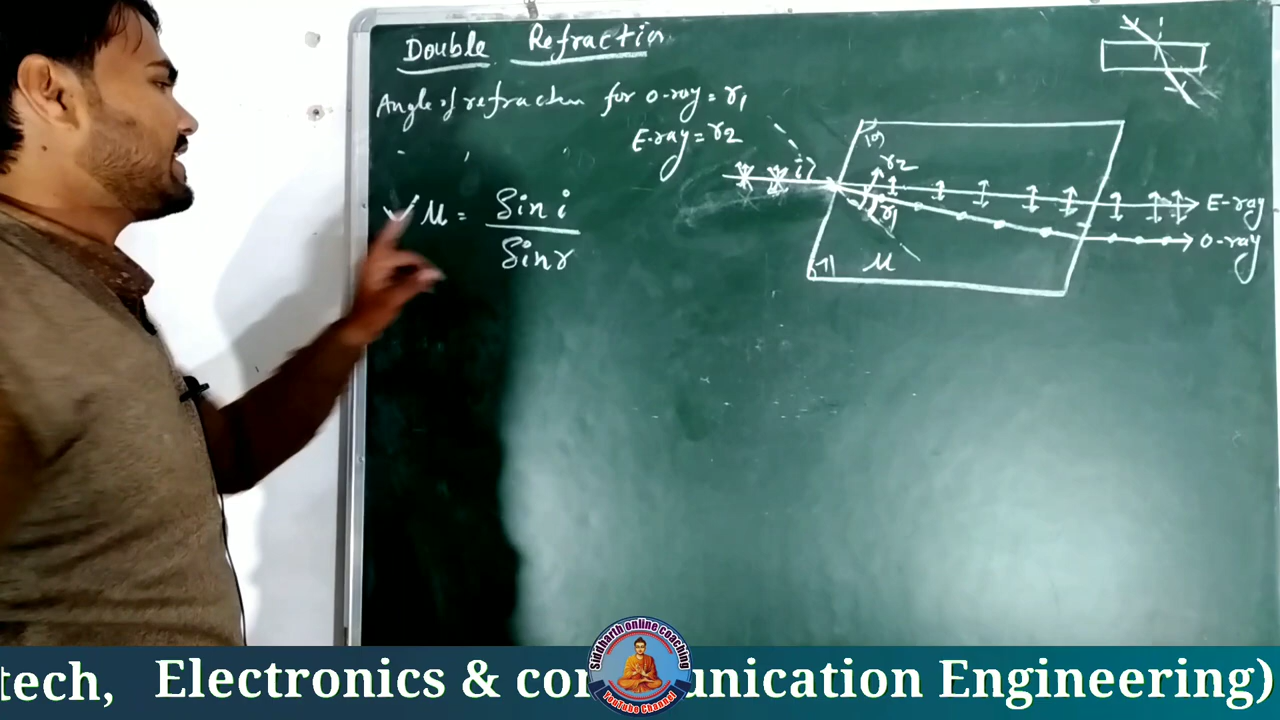 Double Refraction
Angle of refraction for O-ray = r₁
E-ray = r₂
μ = Sin i
Sin r
i
r₂
r₁
μ
E-ray
O-ray
tech, Electronics & communication Engineering)
Siddharth online coaching
YouTube Channel